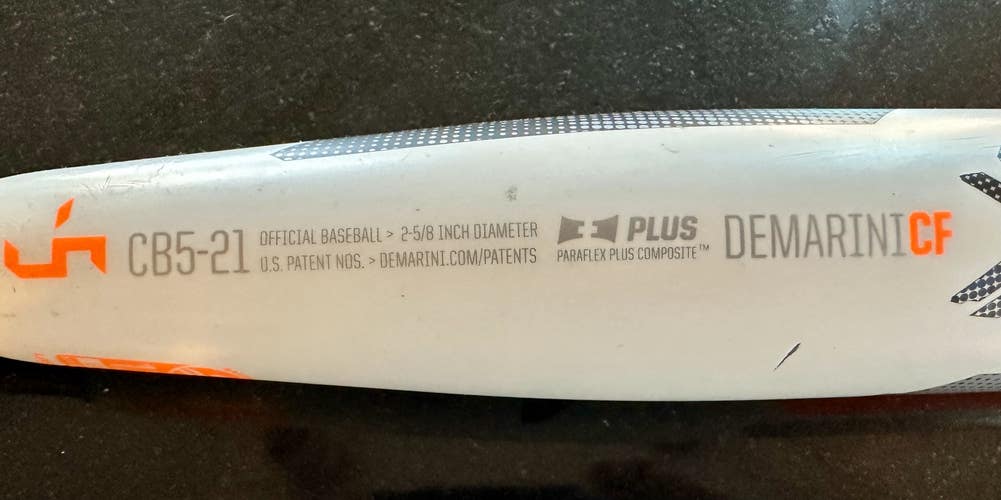 CB5-21
OFFICIAL BASEBALL > 2-5/8 INCH DIAMETER
U.S. PATENT NOS. > DEMARINI.COM/PATENTS
PLUS
PARAFLEX PLUS COMPOSITE™
DEMARINI CF